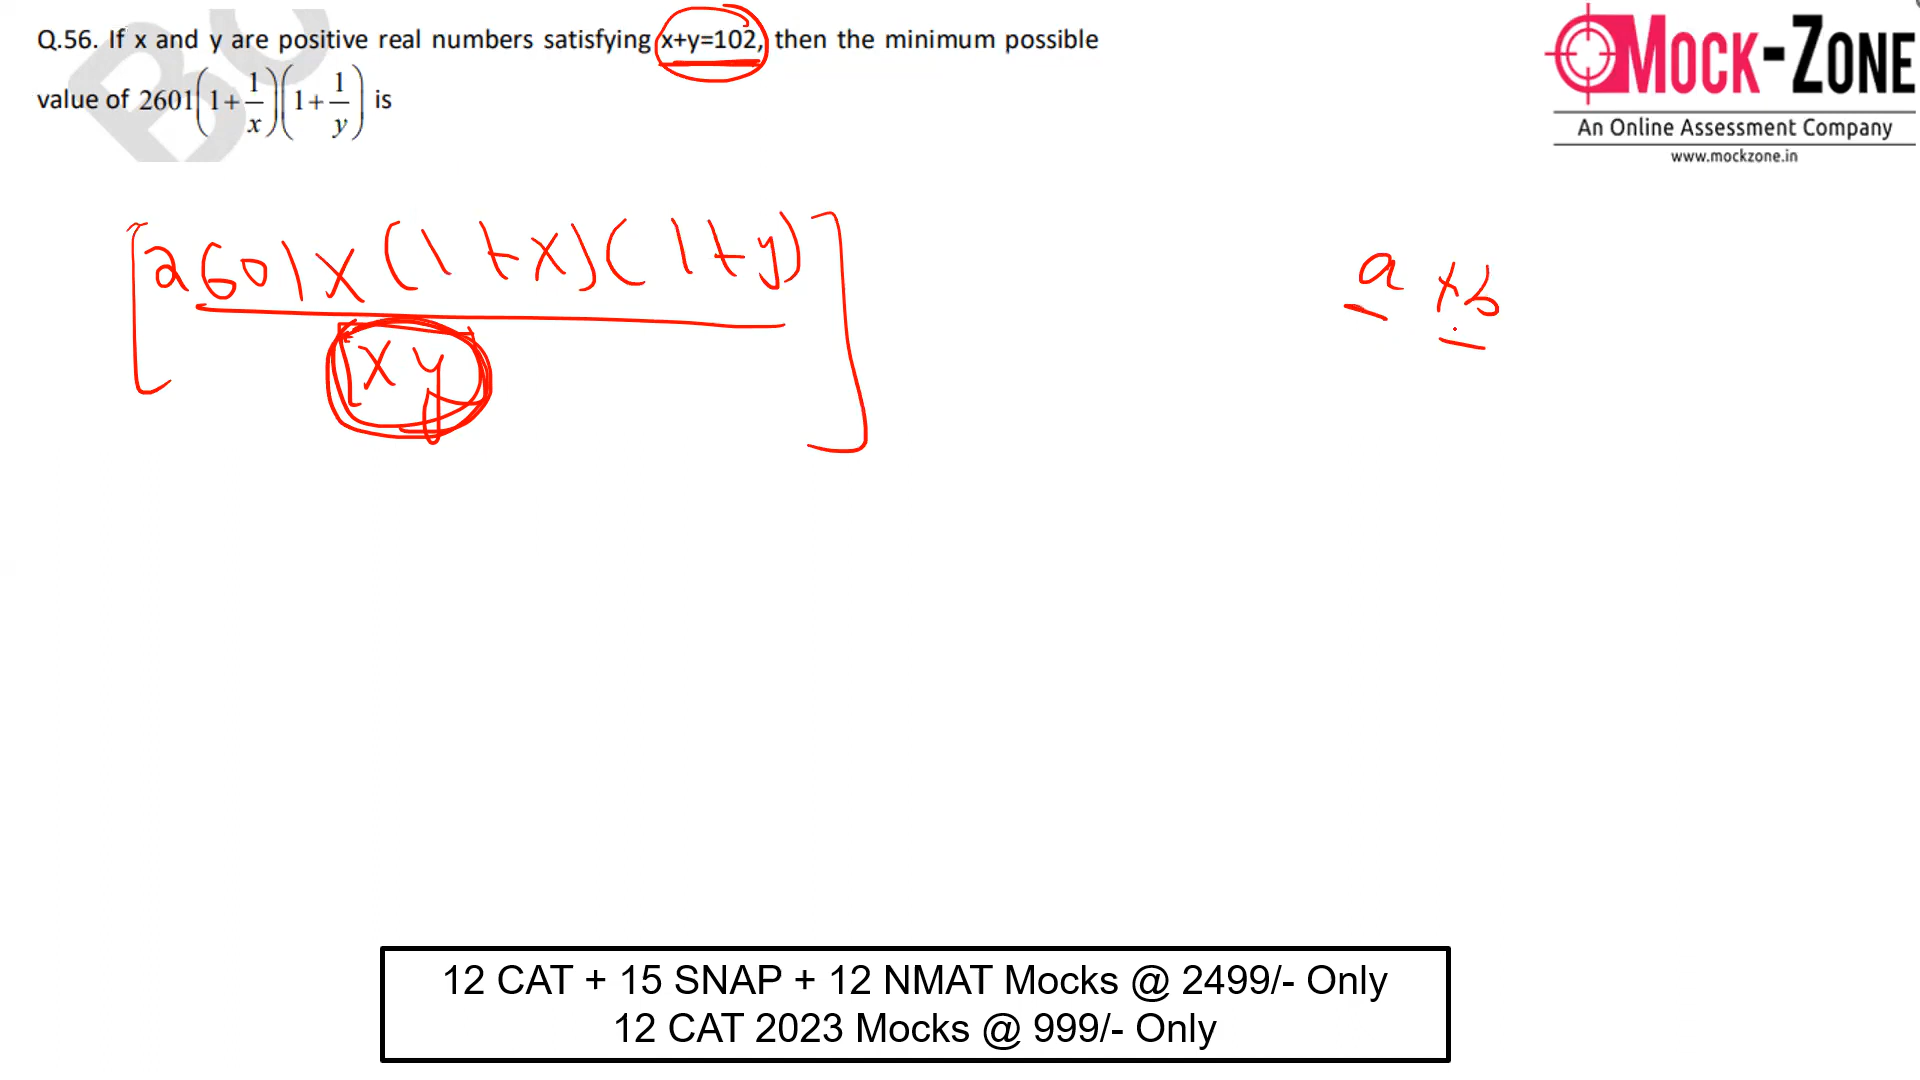 Q.56. If x and y are positive real numbers satisfying x+y=102, then the minimum possible
value of 2601(1+1/x)(1+1/y) is
MOCK-ZONE
An Online Assessment Company
www.mockzone.in
[2601 x (1+x)(1+y)]
xy
a x b
12 CAT + 15 SNAP + 12 NMAT Mocks @ 2499/- Only
12 CAT 2023 Mocks @ 999/- Only